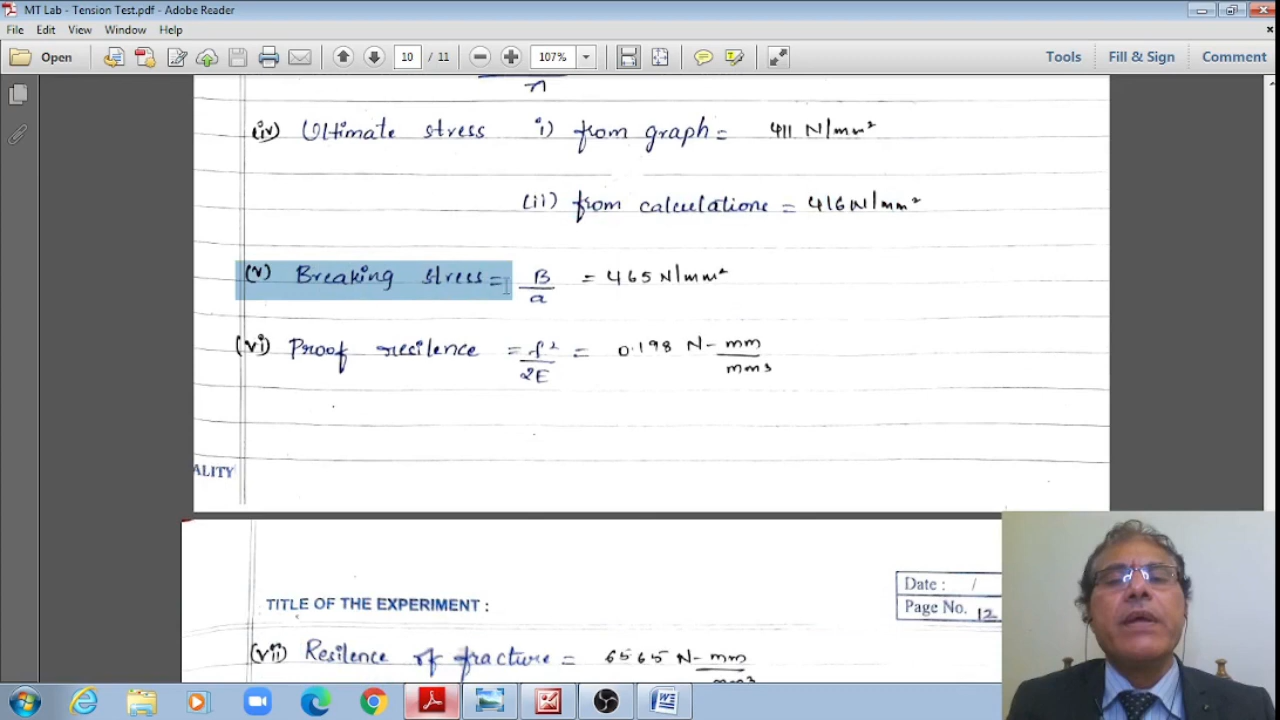 MT Lab - Tension Test.pdf - Adobe Reader
File Edit View Window Help
Open 10 / 11 107% Tools Fill & Sign Comment
n
(iv) Ultimate stress i) from graph = 411 N/mm²
(ii) from calculatione = 416 N/mm²
(v) Breaking stress = B/a = 465 N/mm²
(vi) Proof resilence = f²/2E = 0.198 N-mm/mm3
ALITY
Date : /
TITLE OF THE EXPERIMENT :
Page No. 12
(vii) Resilence of fracture = 6565 N-mm/mm3